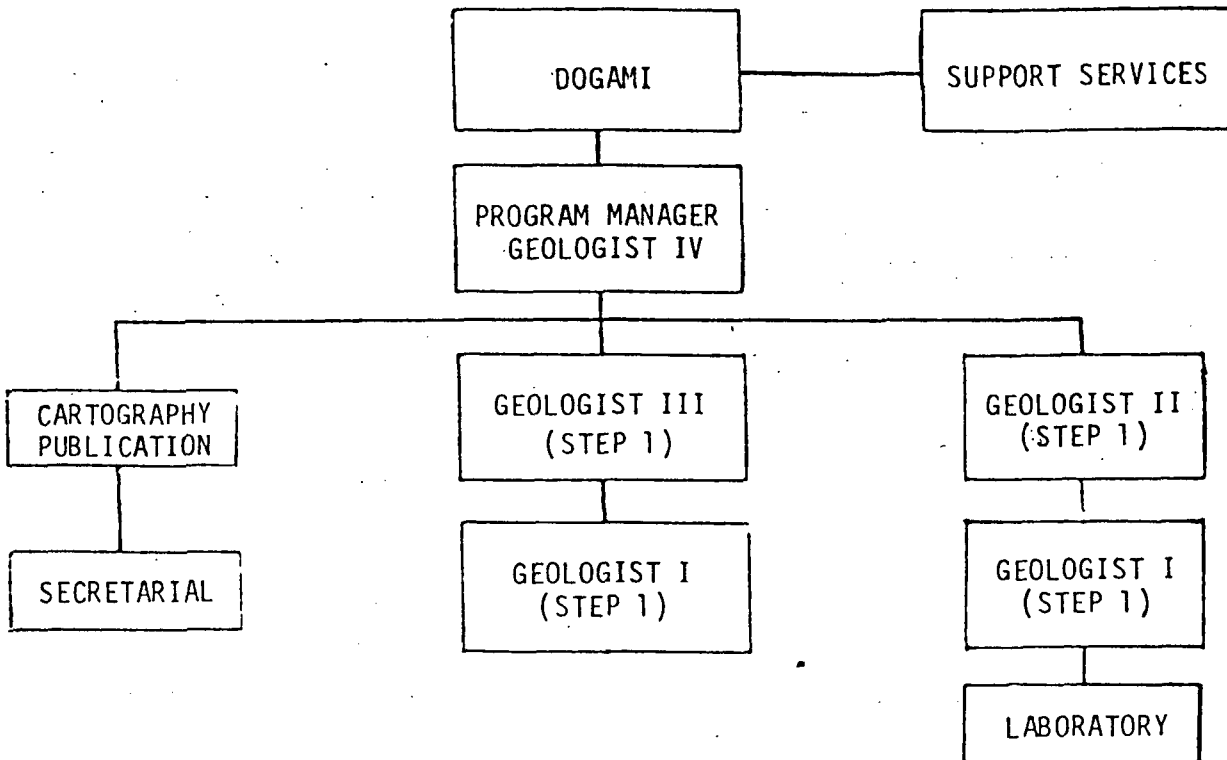 DOGAMI
SUPPORT SERVICES
PROGRAM MANAGER
GEOLOGIST IV
CARTOGRAPHY
PUBLICATION
GEOLOGIST III
(STEP 1)
GEOLOGIST II
(STEP 1)
SECRETARIAL
GEOLOGIST I
(STEP 1)
GEOLOGIST I
(STEP 1)
LABORATORY